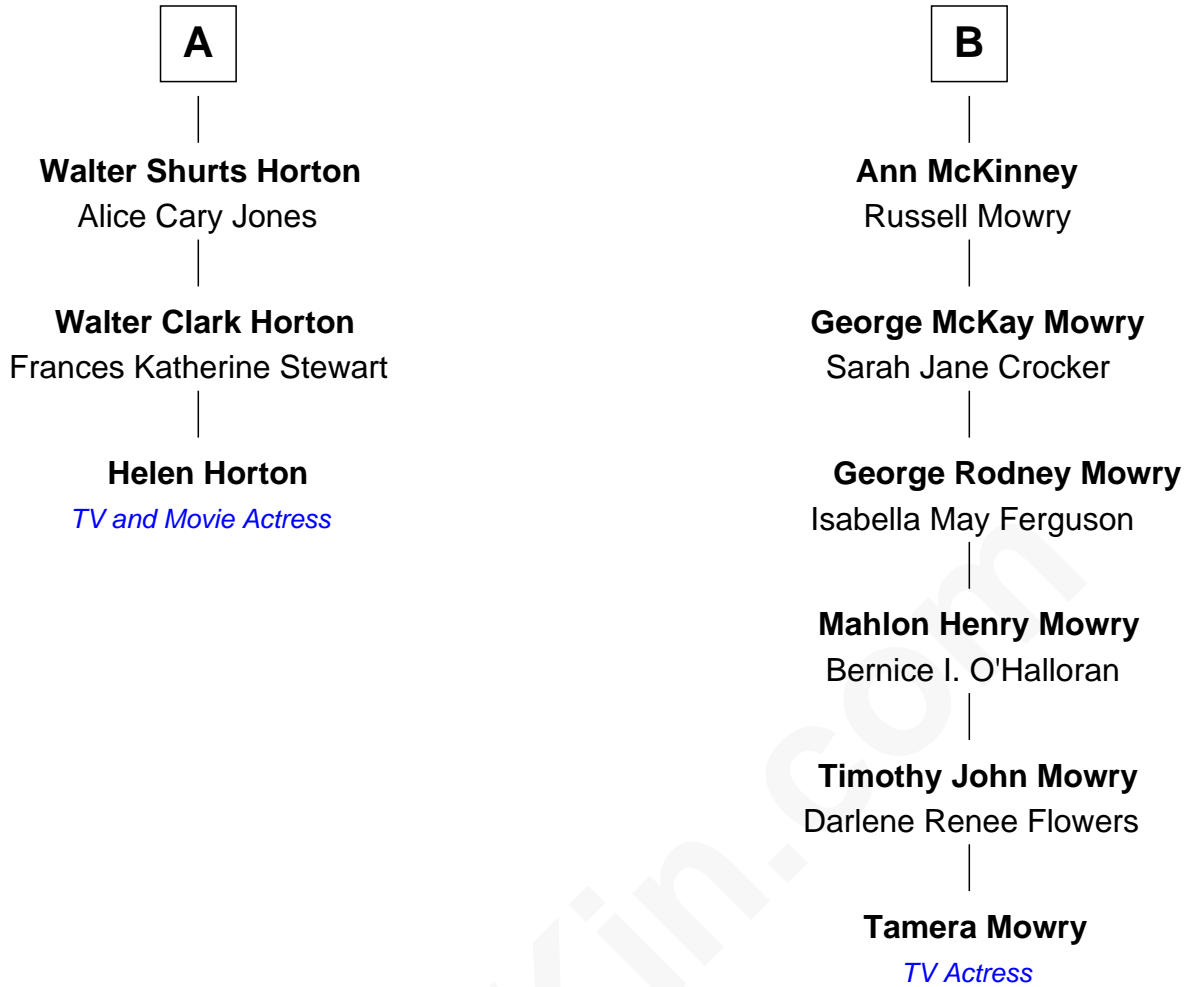 A
Walter Shurts Horton
Alice Cary Jones
Walter Clark Horton
Frances Katherine Stewart
Helen Horton
TV and Movie Actress
B
Ann McKinney
Russell Mowry
George McKay Mowry
Sarah Jane Crocker
George Rodney Mowry
Isabella May Ferguson
Mahlon Henry Mowry
Bernice I. O'Halloran
Timothy John Mowry
Darlene Renee Flowers
Tamera Mowry
TV Actress